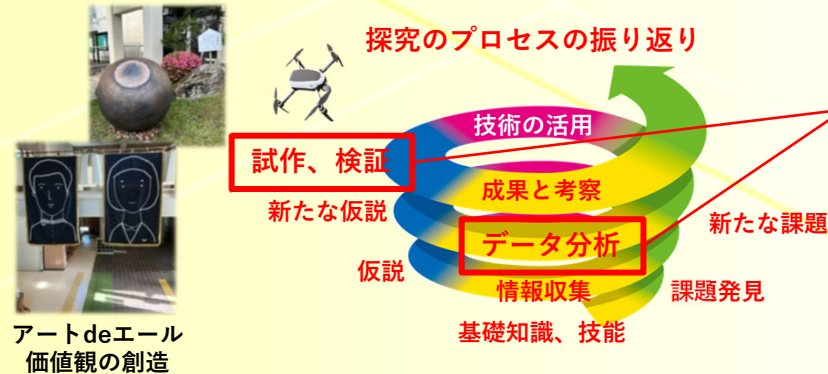 探究のプロセスの振り返り
技術の活用
試作、検証
成果と考察
新たな仮説
データ分析
新たな課題
仮説
情報収集
課題発見
基礎知識、技能
アートdeエール
価値観の創造